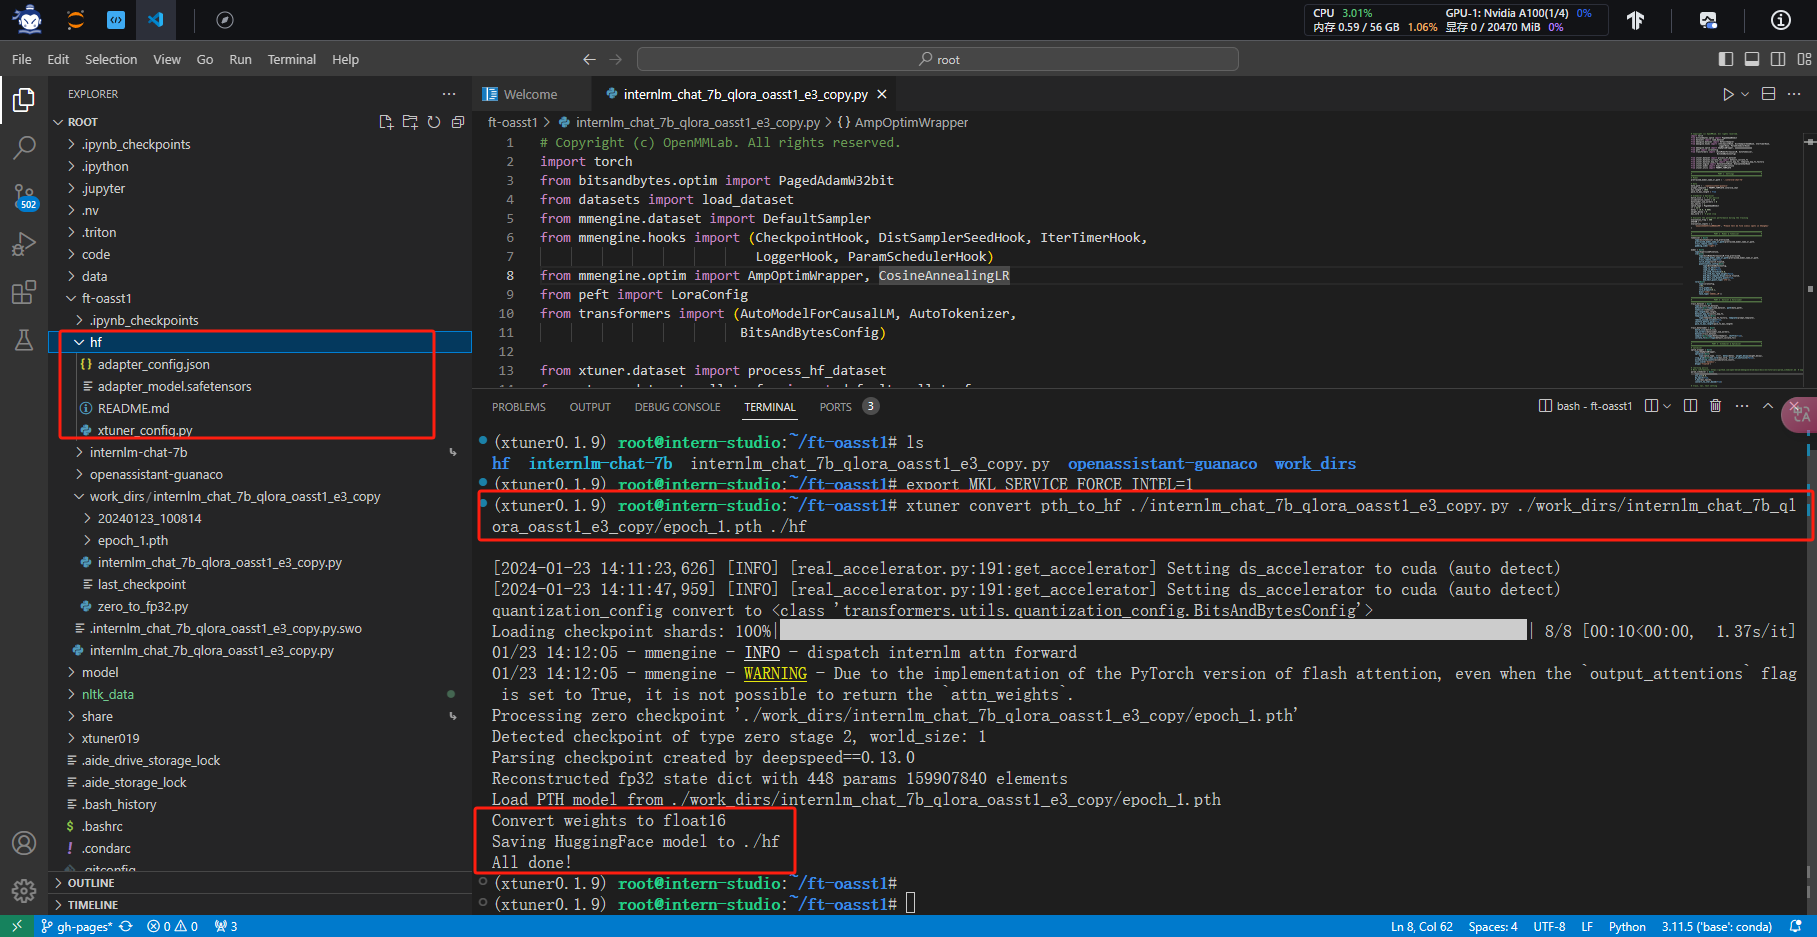 CPU 3.01%
GPU-1: Nvidia A100(1/4) 0%
内存 0.59 / 56 GB 1.06%
显存 0 / 20470 MiB 0%
File Edit Selection View Go Run Terminal Help
root
EXPLORER
ROOT
.ipynb_checkpoints
.ipython
.jupyter
.nv
.triton
code
data
ft-oasst1
.ipynb_checkpoints
hf
adapter_config.json
adapter_model.safetensors
README.md
xtuner_config.py
internlm-chat-7b
openassistant-guanaco
work_dirs/internlm_chat_7b_qlora_oasst1_e3_copy
20240123_100814
epoch_1.pth
internlm_chat_7b_qlora_oasst1_e3_copy.py
last_checkpoint
zero_to_fp32.py
.internlm_chat_7b_qlora_oasst1_e3_copy.py.swo
internlm_chat_7b_qlora_oasst1_e3_copy.py
model
nltk_data
share
xtuner019
.aide_drive_storage_lock
.aide_storage_lock
.bash_history
$ .bashrc
! .condarc
.gitconfig
OUTLINE
TIMELINE
502
Welcome
internlm_chat_7b_qlora_oasst1_e3_copy.py
ft-oasst1 > internlm_chat_7b_qlora_oasst1_e3_copy.py > {} AmpOptimWrapper
1 # Copyright (c) OpenMMLab. All rights reserved.
2 import torch
3 from bitsandbytes.optim import PagedAdamW32bit
4 from datasets import load_dataset
5 from mmengine.dataset import DefaultSampler
6 from mmengine.hooks import (CheckpointHook, DistSamplerSeedHook, IterTimerHook,
7 LoggerHook, ParamSchedulerHook)
8 from mmengine.optim import AmpOptimWrapper, CosineAnnealingLR
9 from peft import LoraConfig
10 from transformers import (AutoModelForCausalLM, AutoTokenizer,
11 BitsAndBytesConfig)
12
13 from xtuner.dataset import process_hf_dataset
PROBLEMS OUTPUT DEBUG CONSOLE TERMINAL PORTS 3
bash - ft-oasst1
(xtuner0.1.9) root@intern-studio:~/ft-oasst1# ls
hf internlm-chat-7b internlm_chat_7b_qlora_oasst1_e3_copy.py openassistant-guanaco work_dirs
(xtuner0.1.9) root@intern-studio:~/ft-oasst1# export MKL_SERVICE_FORCE_INTEL=1
(xtuner0.1.9) root@intern-studio:~/ft-oasst1# xtuner convert pth_to_hf ./internlm_chat_7b_qlora_oasst1_e3_copy.py ./work_dirs/internlm_chat_7b_ql
ora_oasst1_e3_copy/epoch_1.pth ./hf
[2024-01-23 14:11:23,626] [INFO] [real_accelerator.py:191:get_accelerator] Setting ds_accelerator to cuda (auto detect)
[2024-01-23 14:11:47,959] [INFO] [real_accelerator.py:191:get_accelerator] Setting ds_accelerator to cuda (auto detect)
quantization_config convert to <class 'transformers.utils.quantization_config.BitsAndBytesConfig'>
Loading checkpoint shards: 100%| | 8/8 [00:10<00:00, 1.37s/it]
01/23 14:12:05 - mmengine - INFO - dispatch internlm attn forward
01/23 14:12:05 - mmengine - WARNING - Due to the implementation of the PyTorch version of flash attention, even when the `output_attentions` flag
is set to True, it is not possible to return the `attn_weights`.
Processing zero checkpoint './work_dirs/internlm_chat_7b_qlora_oasst1_e3_copy/epoch_1.pth'
Detected checkpoint of type zero stage 2, world_size: 1
Parsing checkpoint created by deepspeed==0.13.0
Reconstructed fp32 state dict with 448 params 159907840 elements
Load PTH model from ./work_dirs/internlm_chat_7b_qlora_oasst1_e3_copy/epoch_1.pth
Convert weights to float16
Saving HuggingFace model to ./hf
All done!
(xtuner0.1.9) root@intern-studio:~/ft-oasst1#
(xtuner0.1.9) root@intern-studio:~/ft-oasst1#
gh-pages* 0 0 3
Ln 8, Col 62 Spaces: 4 UTF-8 LF Python 3.11.5 ('base': conda)